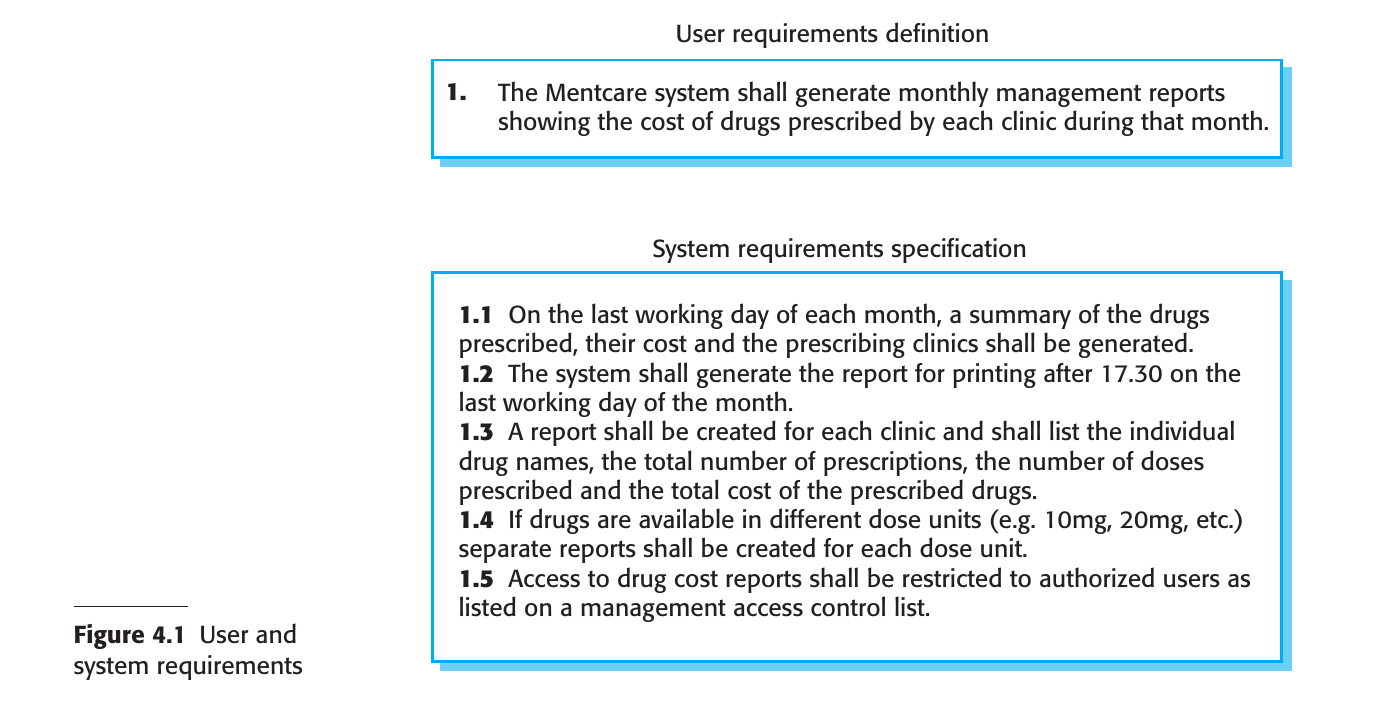 User requirements definition
1. The Mentcare system shall generate monthly management reports
showing the cost of drugs prescribed by each clinic during that month.
System requirements specification
1.1 On the last working day of each month, a summary of the drugs
prescribed, their cost and the prescribing clinics shall be generated.
1.2 The system shall generate the report for printing after 17.30 on the
last working day of the month.
1.3 A report shall be created for each clinic and shall list the individual
drug names, the total number of prescriptions, the number of doses
prescribed and the total cost of the prescribed drugs.
1.4 If drugs are available in different dose units (e.g. 10mg, 20mg, etc.)
separate reports shall be created for each dose unit.
1.5 Access to drug cost reports shall be restricted to authorized users as
listed on a management access control list.
Figure 4.1 User and
system requirements